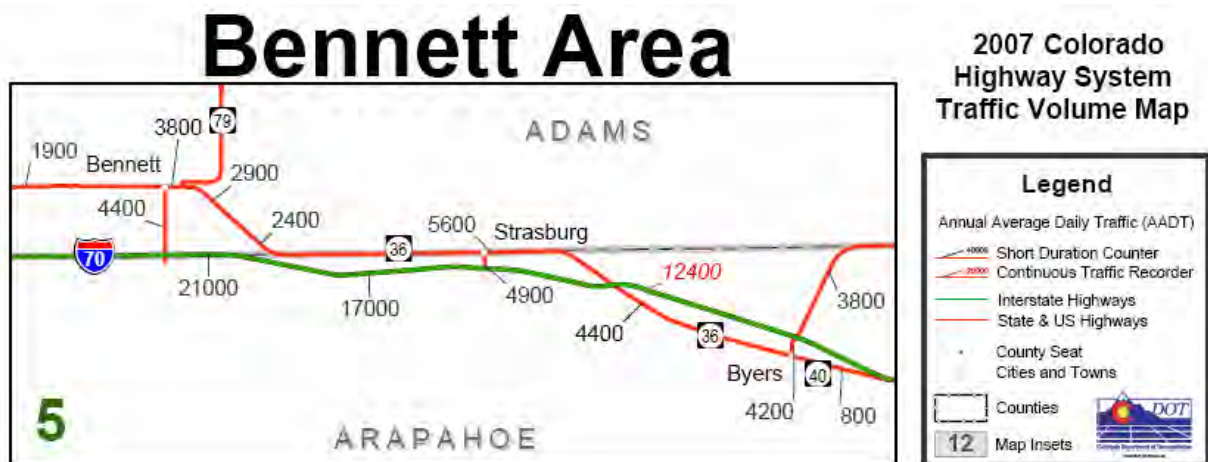 Bennett Area
2007 Colorado
Highway System
Traffic Volume Map
ADAMS
79
3800
1900
Bennett
2900
4400
2400
5600
Strasburg
36
70
12400
21000
17000
4900
3800
4400
36
Byers
40
4200
800
5
ARAPAHOE
Legend
Annual Average Daily Traffic (AADT)
Short Duration Counter
Continuous Traffic Recorder
Interstate Highways
State & US Highways
County Seat
Cities and Towns
Counties
12 Map Insets
DOT